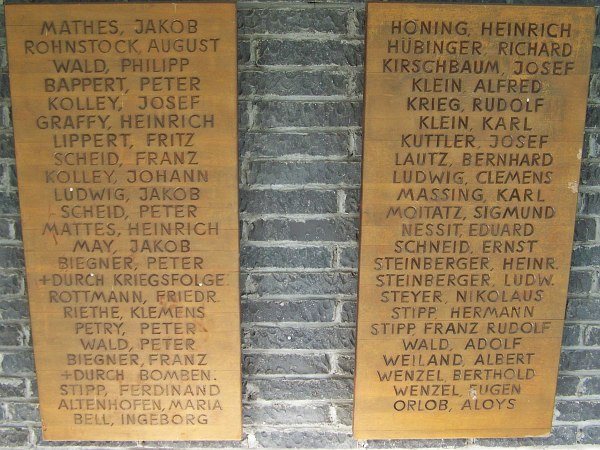 MATHES, JAKOB
ROHNSTOCK, AUGUST
WALD, PHILIPP
BAPPERT, PETER
KOLLEY, JOSEF
GRAFFY, HEINRICH
LIPPERT, FRITZ
SCHEID, FRANZ
KOLLEY, JOHANN
LUDWIG, JAKOB
SCHEID, PETER
MATTES, HEINRICH
MAY, JAKOB
BIEGNER, PETER
+DURCH KRIEGSFOLGE.
ROTTMANN, FRIEDR.
RIETHE, KLEMENS
PETRY, PETER
WALD, PETER
BIEGNER, FRANZ
+DURCH BOMBEN.
STIPP, FERDINAND
ALTENHOFEN, MARIA
BELL, INGEBORG
HÖNING, HEINRICH
HÜBINGER, RICHARD
KIRSCHBAUM, JOSEF
KLEIN, ALFRED
KRIEG, RUDOLF
KLEIN, KARL
KUTTLER, JOSEF
LAUTZ, BERNHARD
LUDWIG, CLEMENS
MASSING, KARL
MOITATZ, SIGMUND
NESSIT, EDUARD
SCHNEID, ERNST
STEINBERGER, HEINR.
STEINBERGER, LUDW.
STEYER, NIKOLAUS
STIPP, HERMANN
STIPP, FRANZ RUDOLF
WALD, ADOLF
WEILAND, ALBERT
WENZEL, BERTHOLD
WENZEL, EUGEN
ORLOB, ALOYS